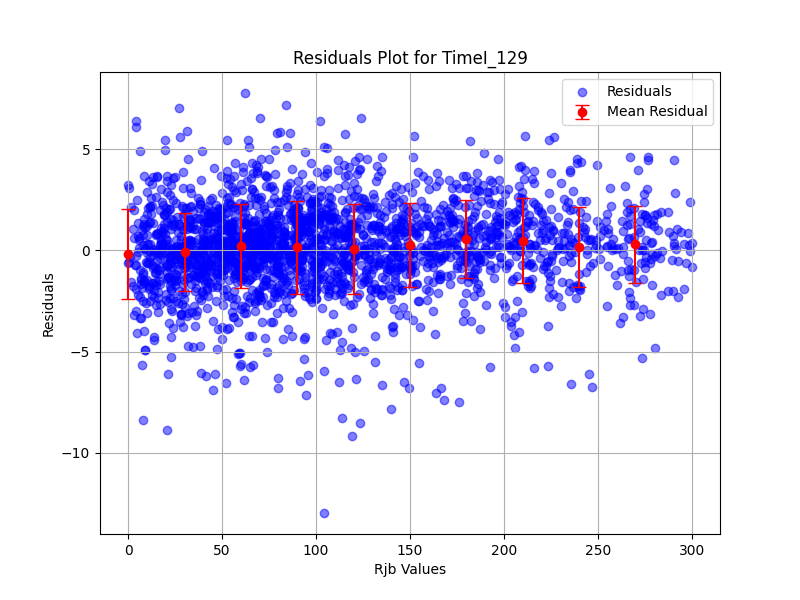 Residuals Plot for TimeI_129
Residuals
Mean Residual
5
0
−5
−10
Residuals
0
50
100
150
200
250
300
Rjb Values